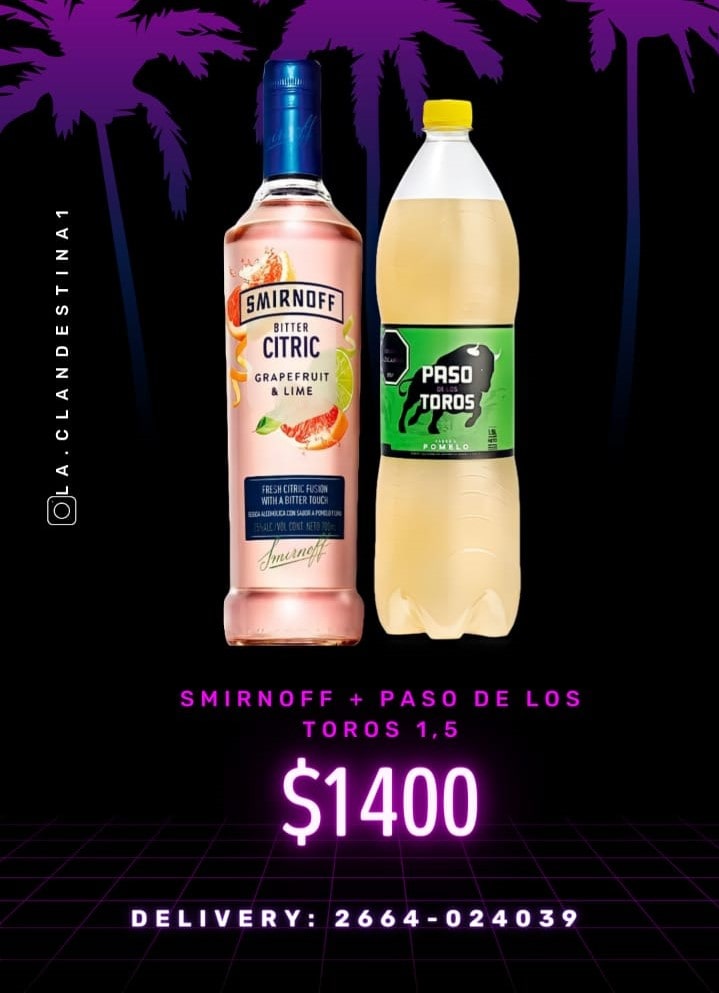 LA.CLANDESTINA1
SMIRNOFF
BITTER
CITRIC
GRAPEFRUIT
& LIME
FRESH CITRIC FUSION
WITH A BITTER TOUCH
Smirnoff
PASO
DE LOS
TOROS
POMELO
SMIRNOFF + PASO DE LOS
TOROS 1,5
$1400
DELIVERY: 2664-024039